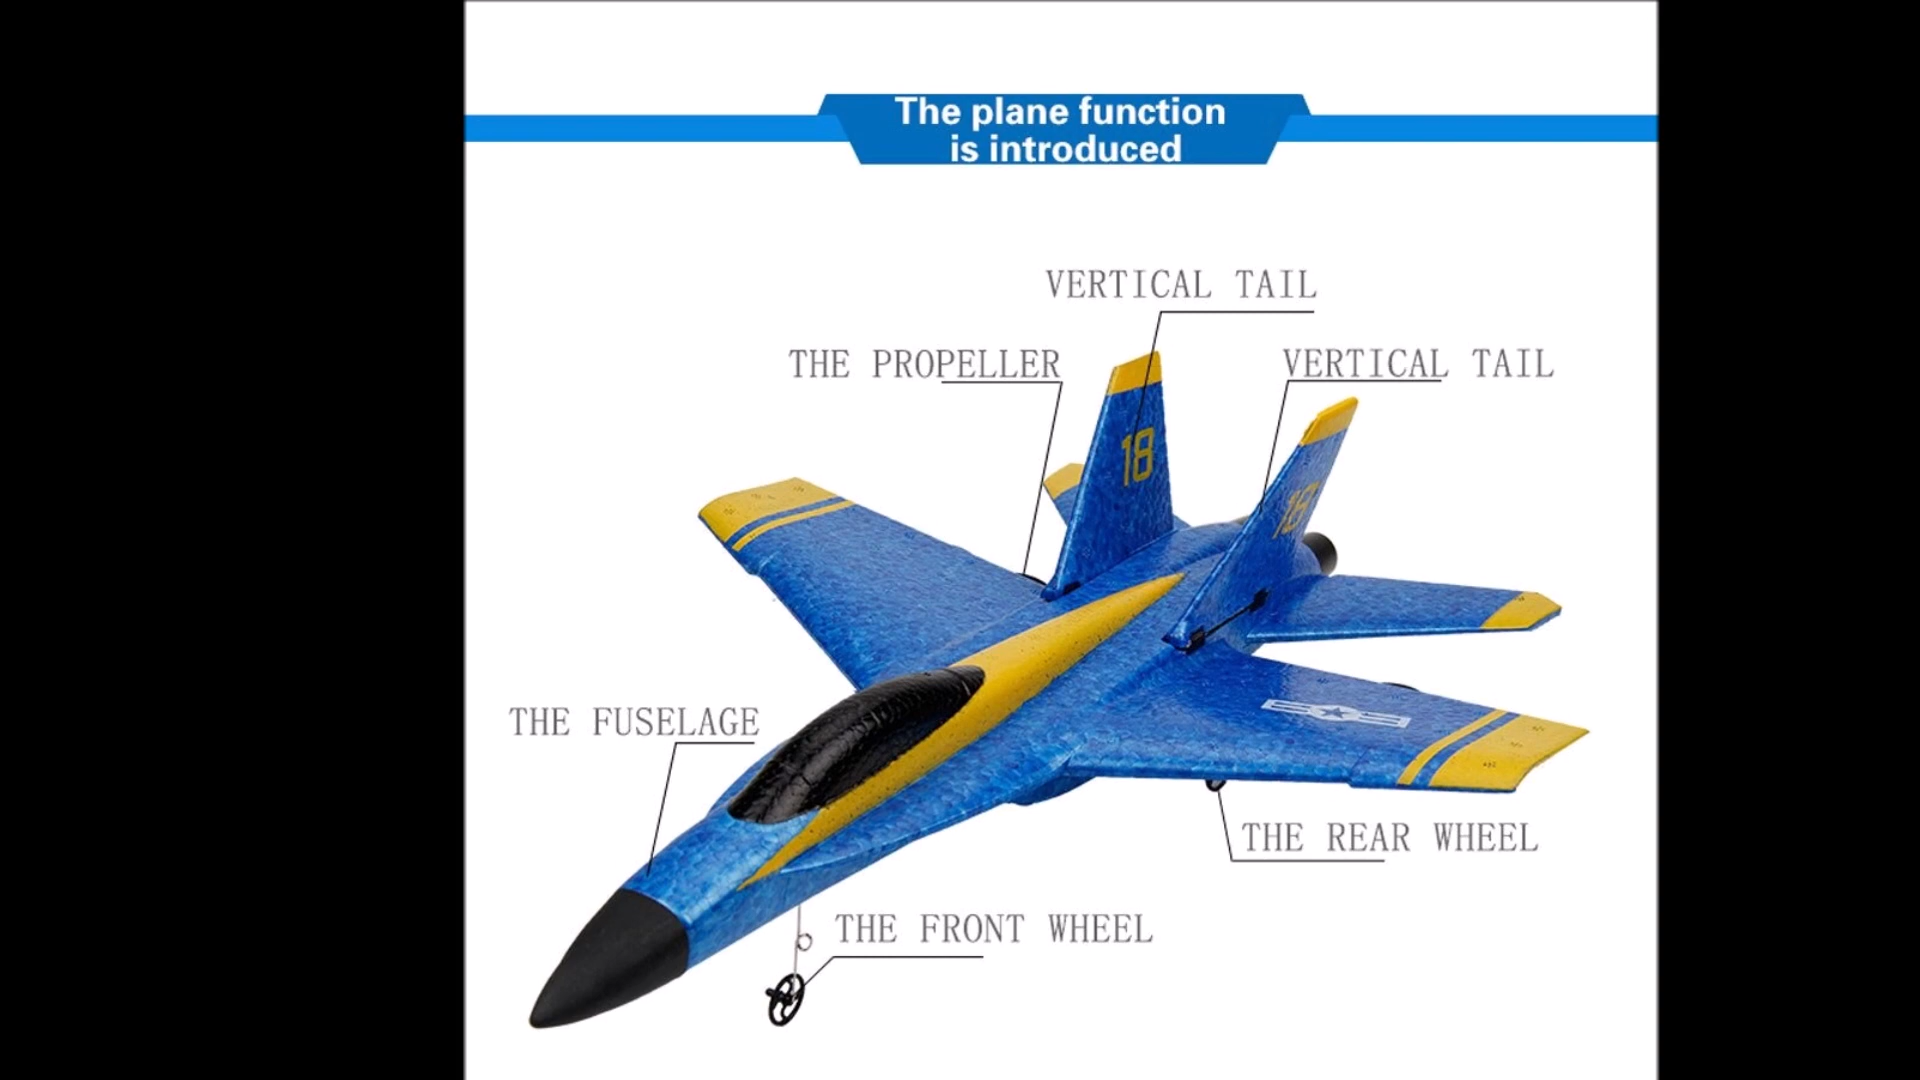 The plane function
is introduced
VERTICAL TAIL
THE PROPELLER
VERTICAL TAIL
18
18
THE FUSELAGE
THE REAR WHEEL
THE FRONT WHEEL